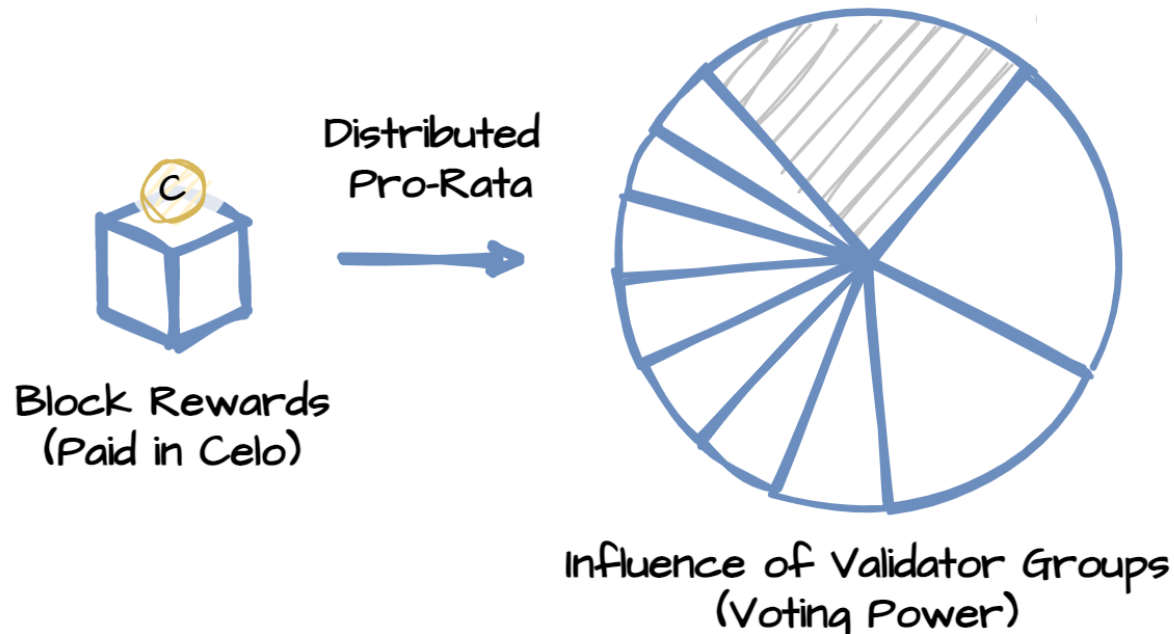 C
Distributed
Pro-Rata
Block Rewards
(Paid in Celo)
Influence of Validator Groups
(Voting Power)